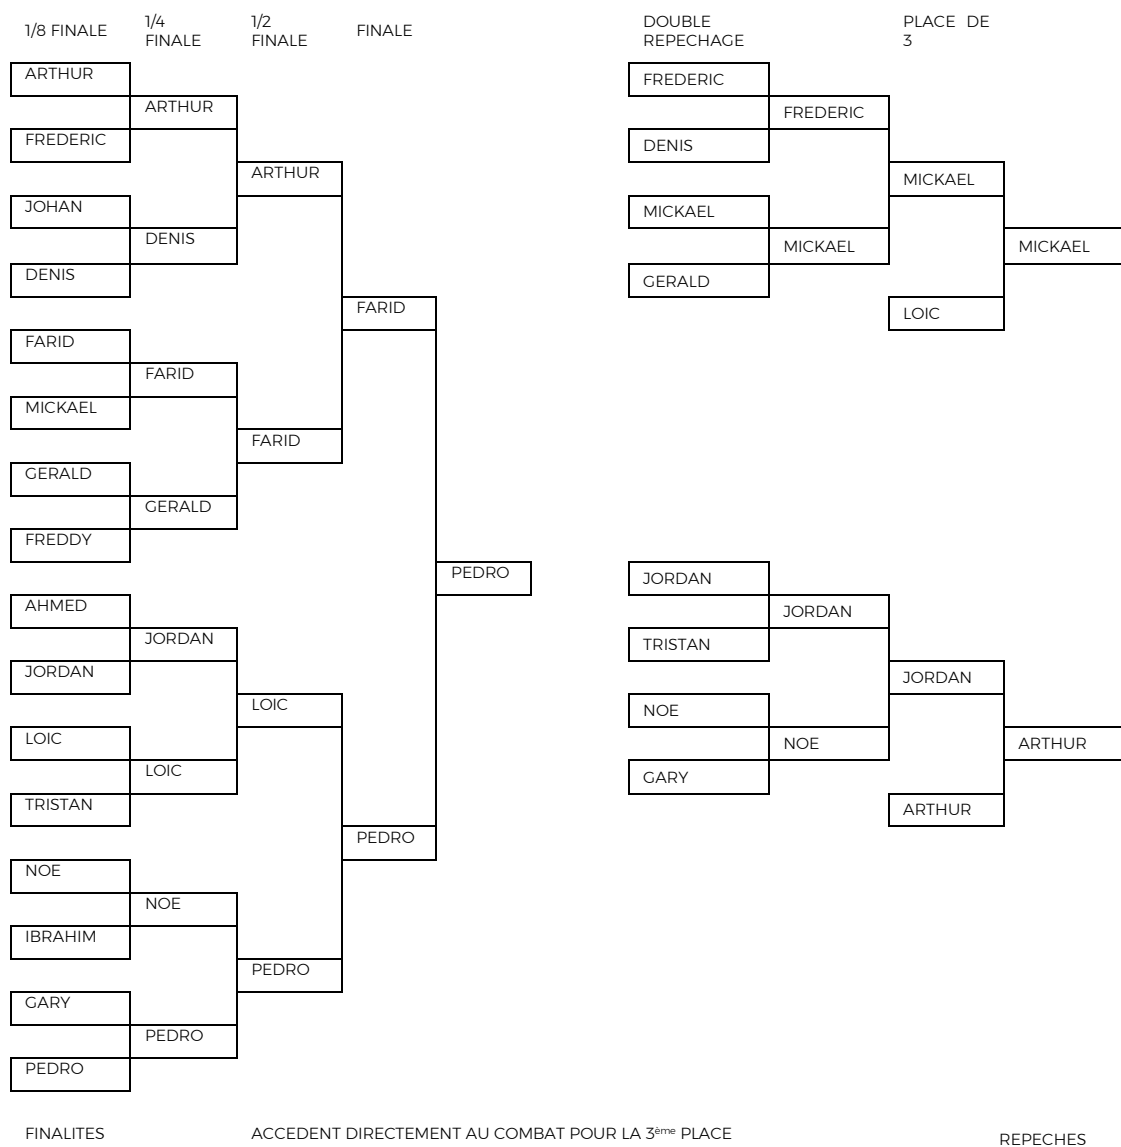 1/8 FINALE
1/4
FINALE
1/2
FINALE
FINALE
ARTHUR
FREDERIC
JOHAN
DENIS
FARID
MICKAEL
GERALD
FREDDY
AHMED
JORDAN
LOIC
TRISTAN
NOE
IBRAHIM
GARY
PEDRO
ARTHUR
DENIS
FARID
GERALD
JORDAN
LOIC
NOE
PEDRO
ARTHUR
FARID
LOIC
PEDRO
FARID
PEDRO
PEDRO
DOUBLE
REPECHAGE
PLACE DE
3
FREDERIC
DENIS
MICKAEL
GERALD
FREDERIC
MICKAEL
MICKAEL
LOIC
MICKAEL
JORDAN
TRISTAN
NOE
GARY
JORDAN
NOE
JORDAN
ARTHUR
ARTHUR
FINALITES
ACCEDENT DIRECTEMENT AU COMBAT POUR LA 3ème PLACE
REPECHES